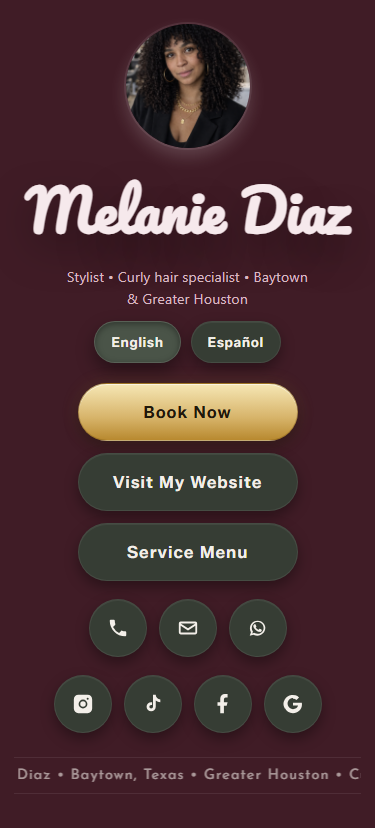 Melanie Diaz
Stylist • Curly hair specialist • Baytown
& Greater Houston
English Español
Book Now
Visit My Website
Service Menu
Diaz • Baytown, Texas • Greater Houston •